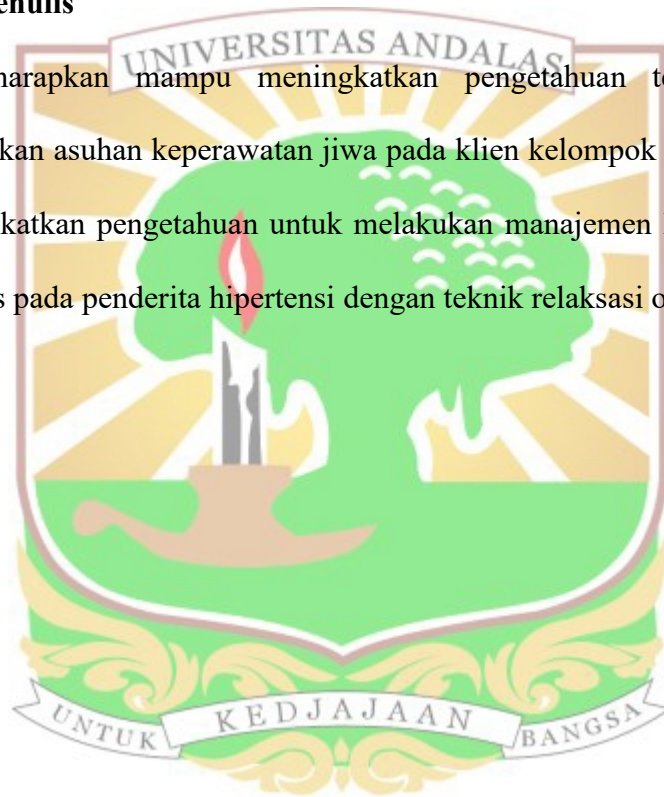 enulis
UNIVERSITAS ANDALAS
harapkan mampu meningkatkan pengetahuan te
kan asuhan keperawatan jiwa pada klien kelompok
katkan pengetahuan untuk melakukan manajemen
s pada penderita hipertensi dengan teknik relaksasi o
UNTUK KEDJAJAAN BANGSA